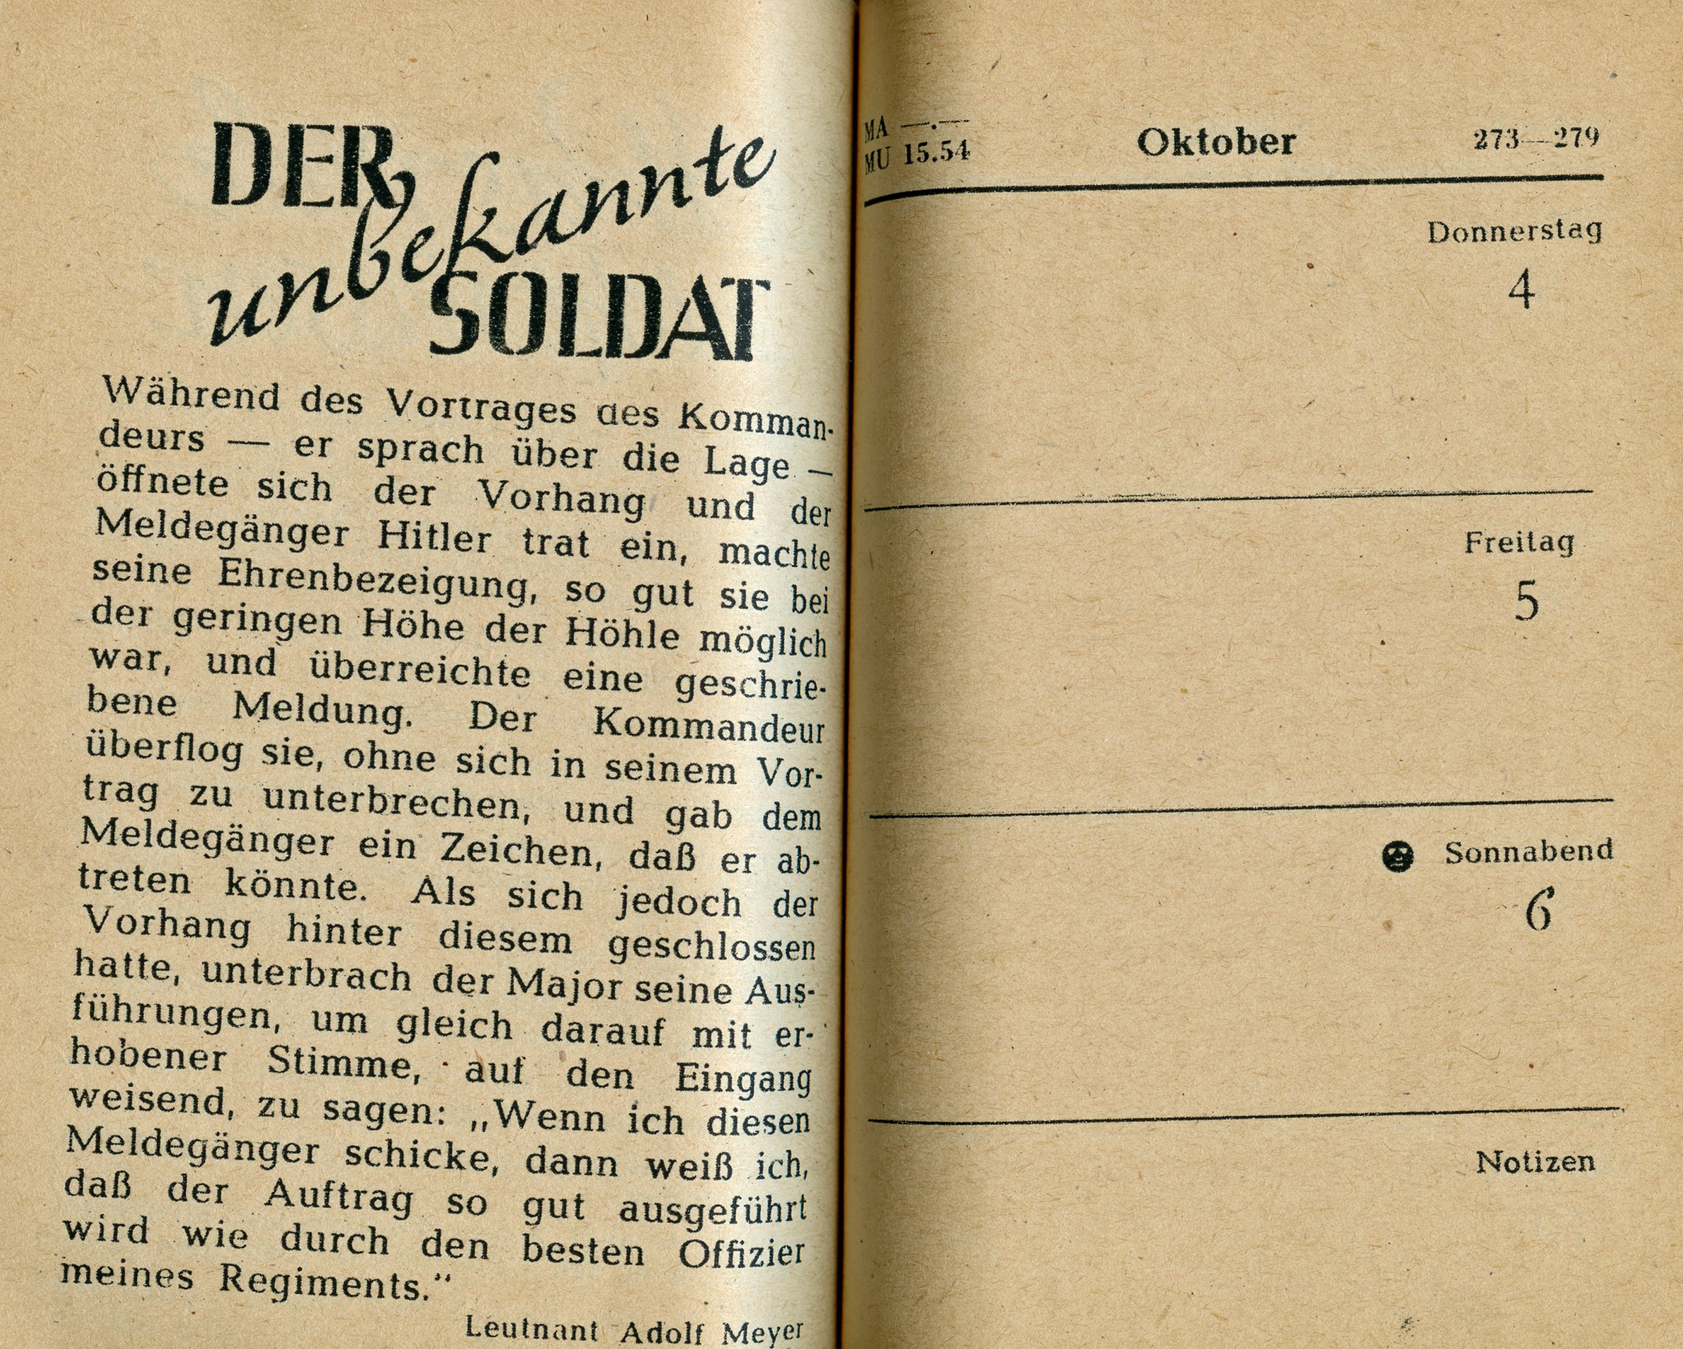 DER
unbekannte
SOLDAT
Während des Vortrages des Komman-
deurs — er sprach über die Lage —
öffnete sich der Vorhang und der
Meldegänger Hitler trat ein, machte
seine Ehrenbezeigung, so gut sie bei
der geringen Höhe der Höhle möglich
war, und überreichte eine geschrie-
bene Meldung. Der Kommandeur
überflog sie, ohne sich in seinem Vor-
trag zu unterbrechen, und gab dem
Meldegänger ein Zeichen, daß er ab-
treten könnte. Als sich jedoch der
Vorhang hinter diesem geschlossen
hatte, unterbrach der Major seine Aus-
führungen, um gleich darauf mit er-
hobener Stimme, auf den Eingang
weisend, zu sagen: „Wenn ich diesen
Meldegänger schicke, dann weiß ich,
daß der Auftrag so gut ausgeführt
wird wie durch den besten Offizier
meines Regiments.“
Leutnant Adolf Meyer
MA —.—
MU 15.54
Oktober
273—279
Donnerstag
4
Freitag
5
Sonnabend
6
Notizen